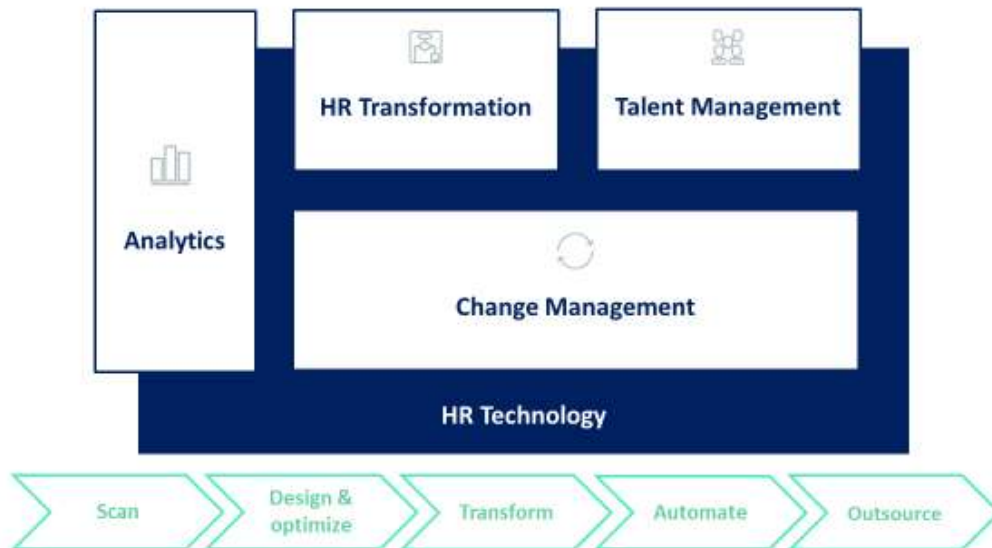 HR Transformation
Talent Management
Analytics
Change Management
HR Technology
Scan
Design &
optimize
Transform
Automate
Outsource